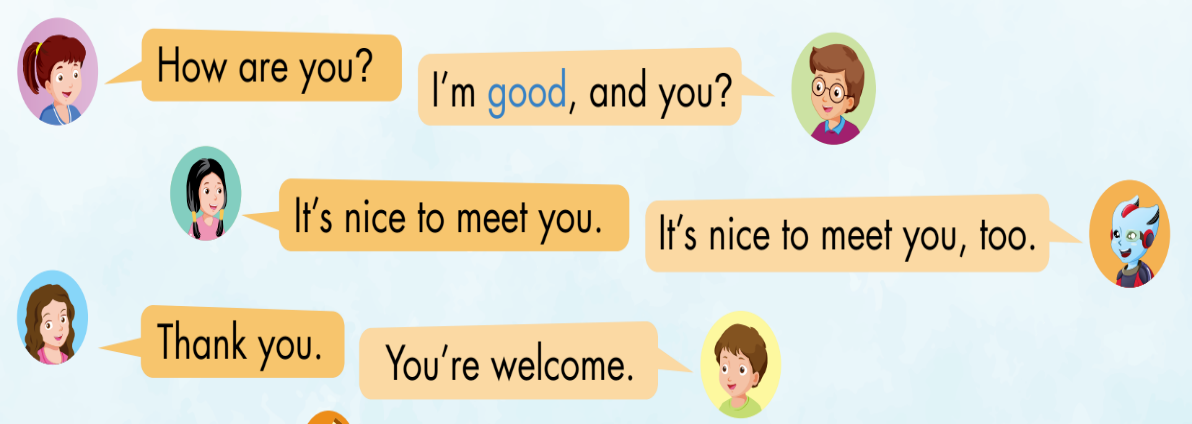 How are you?
I'm good, and you?
It's nice to meet you.
It's nice to meet you, too.
Thank you.
You're welcome.